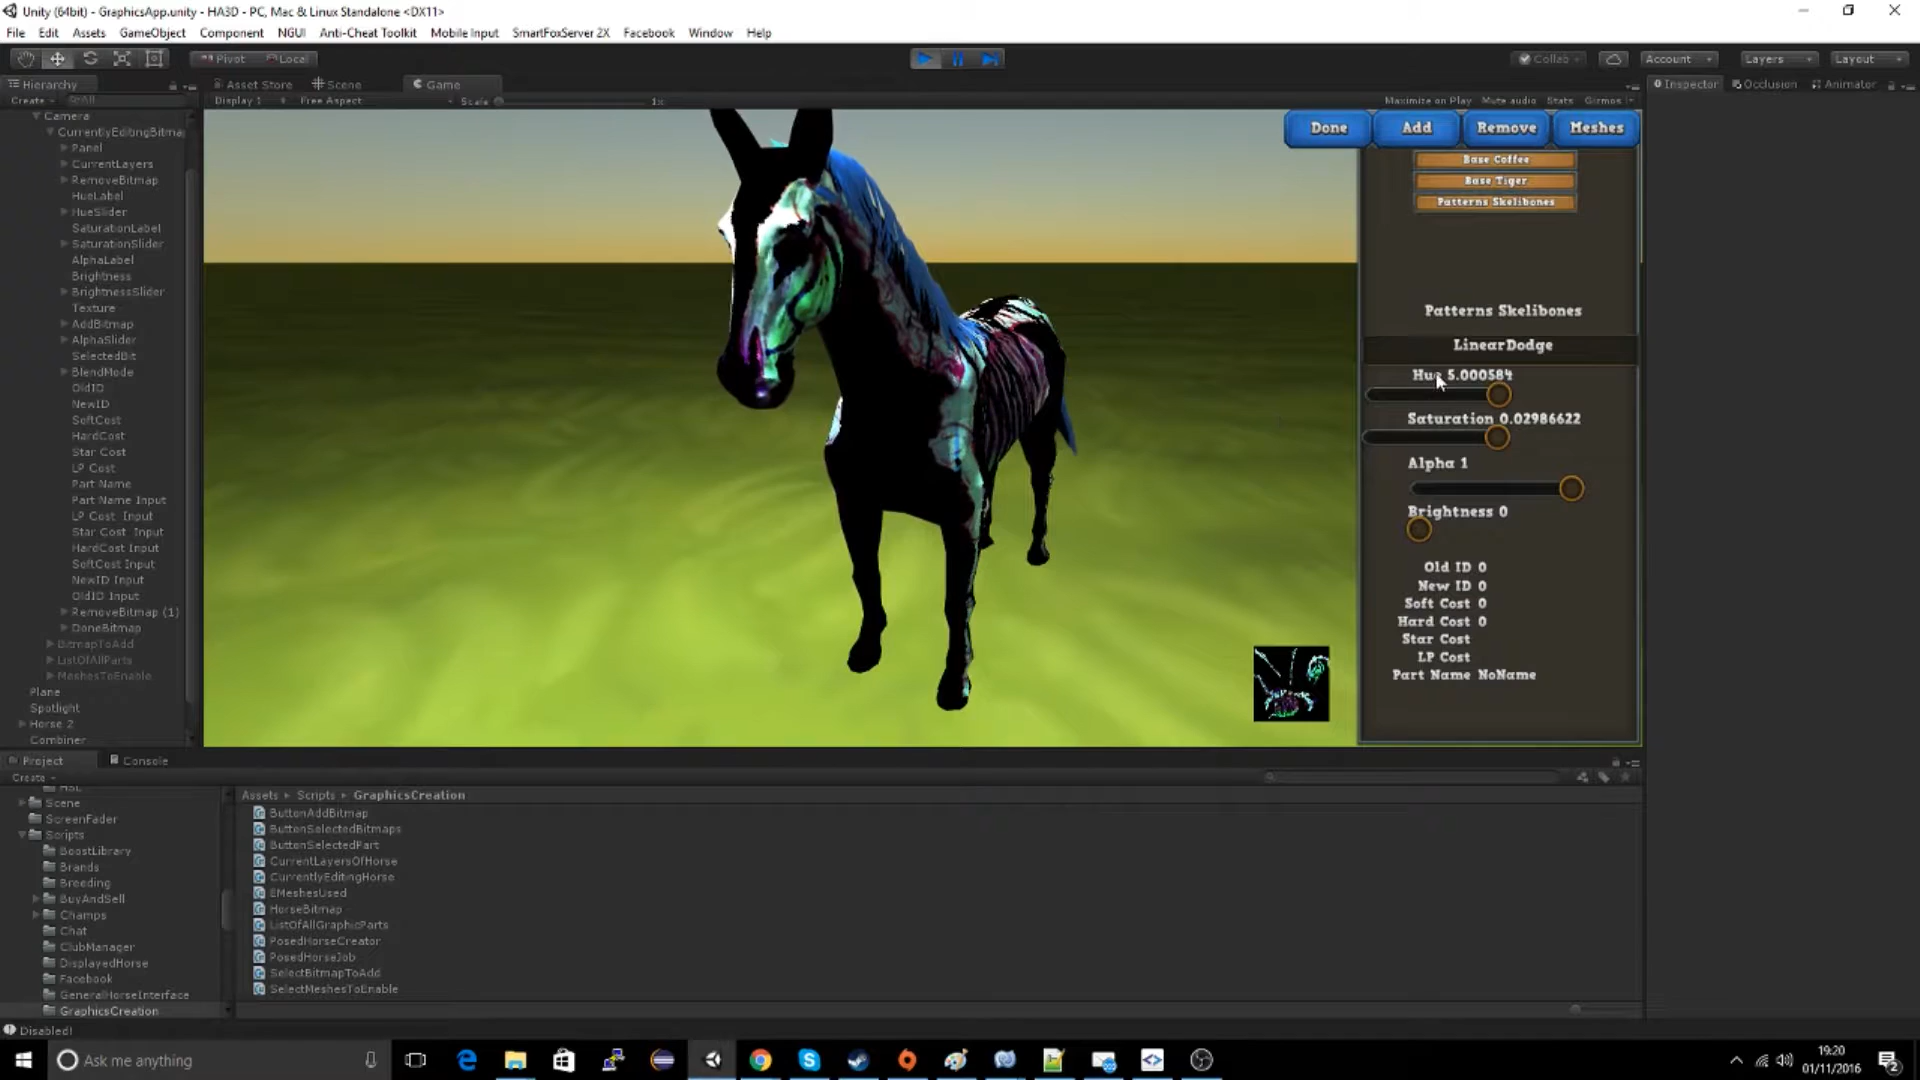 Unity (64bit) - GraphicsApp.unity - HA3D - PC, Mac & Linux Standalone <DX11>
File Edit Assets GameObject Component NGUI Anti-Cheat Toolkit Mobile Input SmartFoxServer 2X Facebook Window Help
Pivot Local Collab Account Layers Layout
Hierarchy Asset Store Scene Game Inspector Occlusion Animator
Create All Display 1 Free Aspect Scale 1x Maximize on Play Mute audio Stats Gizmos
Camera
CurrentlyEditingBitma
Panel
CurrentLayers
RemoveBitmap
HueLabel
HueSlider
SaturationLabel
SaturationSlider
AlphaLabel
Brightness
BrightnessSlider
Texture
AddBitmap
AlphaSlider
SelectedBit
BlendMode
OldID
NewID
SoftCost
HardCost
Star Cost
LP Cost
Part Name
Part Name Input
LP Cost Input
Star Cost Input
HardCost Input
SoftCost Input
NewID Input
OldID Input
RemoveBitmap (1)
DoneBitmap
BitmapToAdd
ListOfAllParts
MeshesToEnable
Plane
Spotlight
Horse 2
Combiner
Done Add Remove Meshes
Base Coffee
Base Tiger
Patterns Skelibones
Patterns Skelibones
LinearDodge
Hue 5.000584
Saturation 0.02986622
Alpha 1
Brightness 0
Old ID 0
New ID 0
Soft Cost 0
Hard Cost 0
Star Cost
LP Cost
Part Name NoName
Project Console
Create
Assets Scripts GraphicsCreation
HSL
Scene
ScreenFader
Scripts
BoostLibrary
Brands
Breeding
BuyAndSell
Champs
Chat
ClubManager
DisplayedHorse
Facebook
GeneralHorseInterface
GraphicsCreation
ButtonAddBitmap
ButtonSelectedBitmaps
ButtonSelectedPart
CurrentLayersOfHorse
CurrentlyEditingHorse
EMeshesUsed
HorseBitmap
ListOfAllGraphicParts
PosedHorseCreator
PosedHorseJob
SelectBitmapToAdd
SelectMeshesToEnable
Disabled!
Ask me anything
19:20
01/11/2016
2